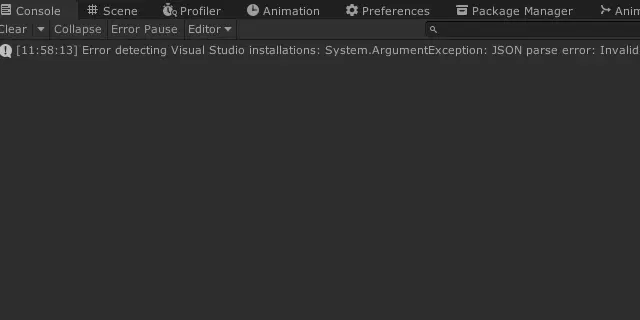 Console Scene Profiler Animation Preferences Package Manager Anim
Clear Collapse Error Pause Editor
[11:58:13] Error detecting Visual Studio installations: System.ArgumentException: JSON parse error: Invalid